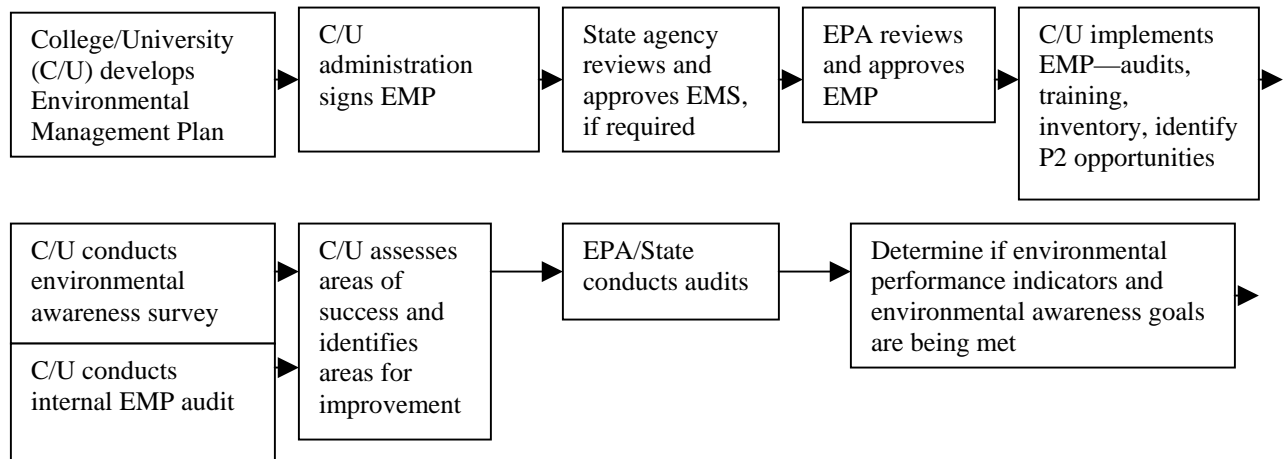 College/University
(C/U) develops
Environmental
Management Plan
C/U
administration
signs EMP
State agency
reviews and
approves EMS,
if required
EPA reviews
and approves
EMP
C/U implements
EMP—audits,
training,
inventory, identify
P2 opportunities
C/U conducts
environmental
awareness survey
C/U conducts
internal EMP audit
C/U assesses
areas of
success and
identifies
areas for
improvement
EPA/State
conducts audits
Determine if environmental
performance indicators and
environmental awareness goals
are being met